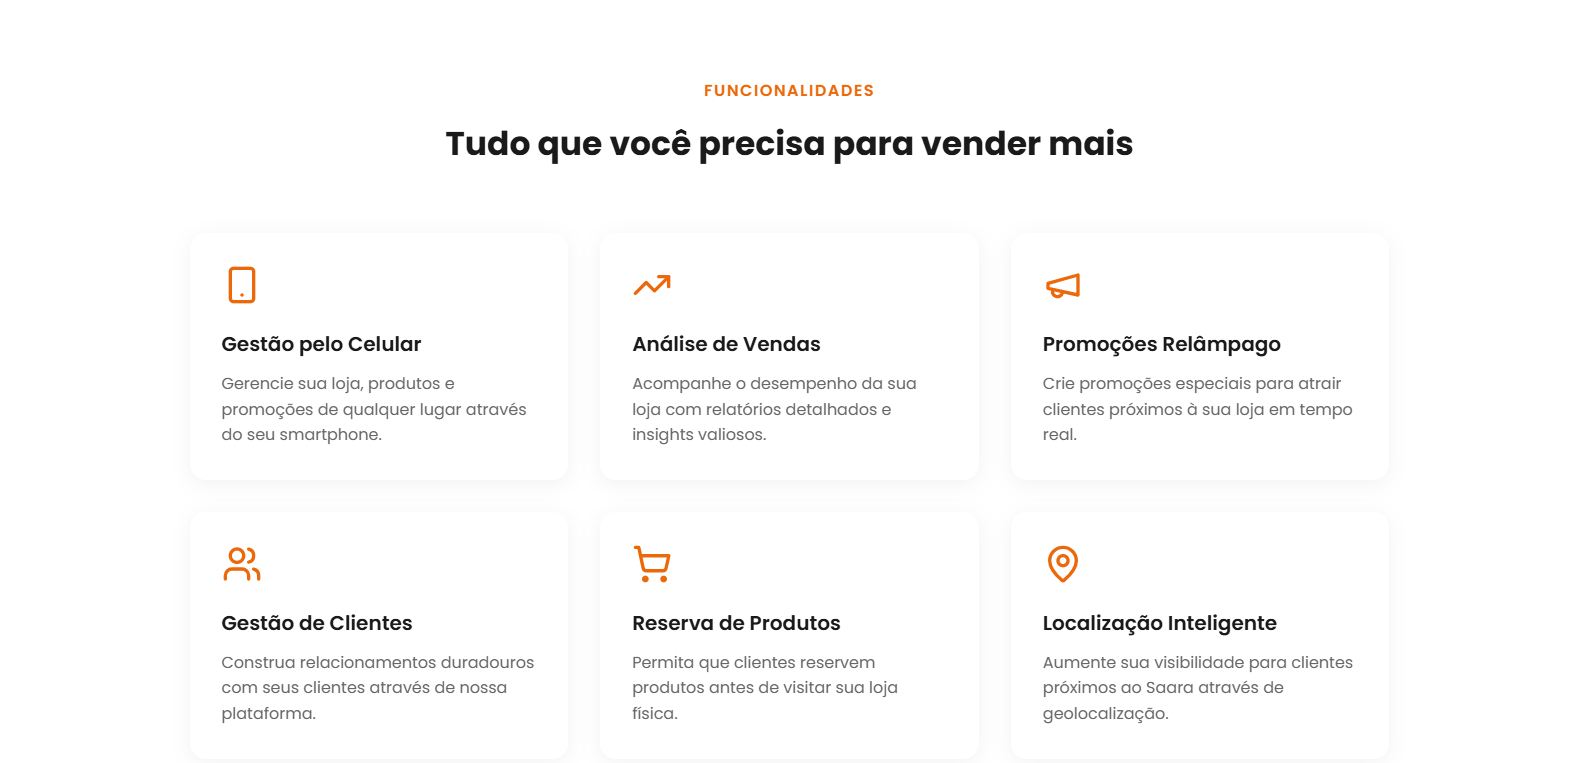 FUNCIONALIDADES
Tudo que você precisa para vender mais
Gestão pelo Celular
Gerencie sua loja, produtos e
promoções de qualquer lugar através
do seu smartphone.
Análise de Vendas
Acompanhe o desempenho da sua
loja com relatórios detalhados e
insights valiosos.
Promoções Relâmpago
Crie promoções especiais para atrair
clientes próximos à sua loja em tempo
real.
Gestão de Clientes
Construa relacionamentos duradouros
com seus clientes através de nossa
plataforma.
Reserva de Produtos
Permita que clientes reservem
produtos antes de visitar sua loja
física.
Localização Inteligente
Aumente sua visibilidade para clientes
próximos ao Saara através de
geolocalização.